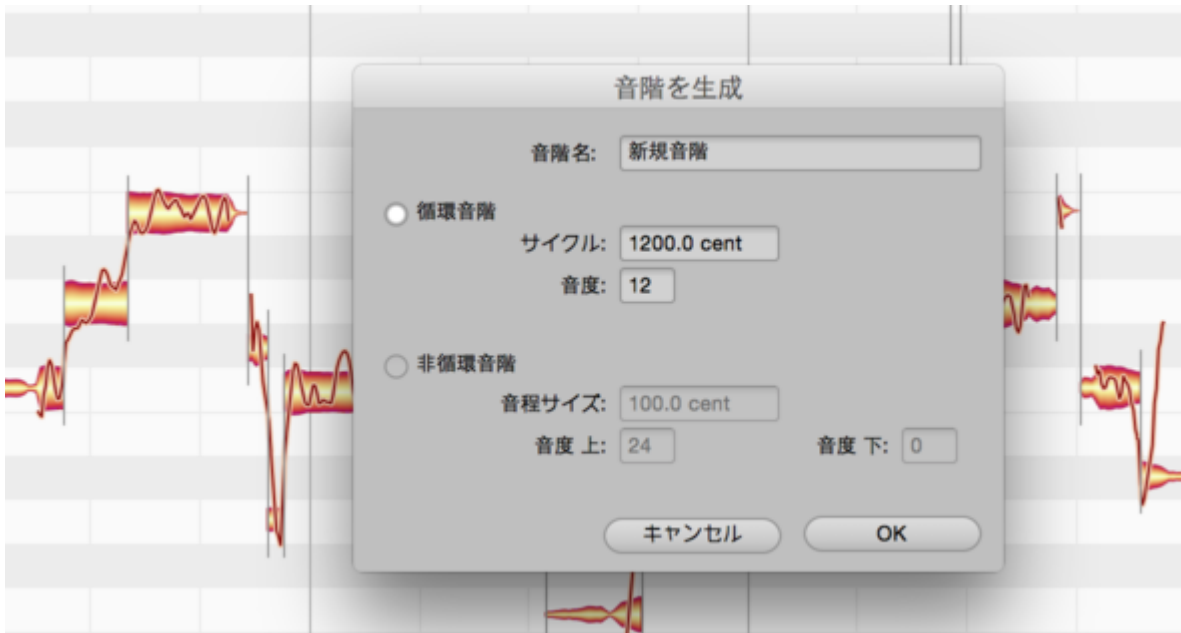 音階を生成
音階名: 新規音階
循環音階
サイクル: 1200.0 cent
音度: 12
非循環音階
音程サイズ: 100.0 cent
音度 上: 24 音度 下: 0
キャンセル OK